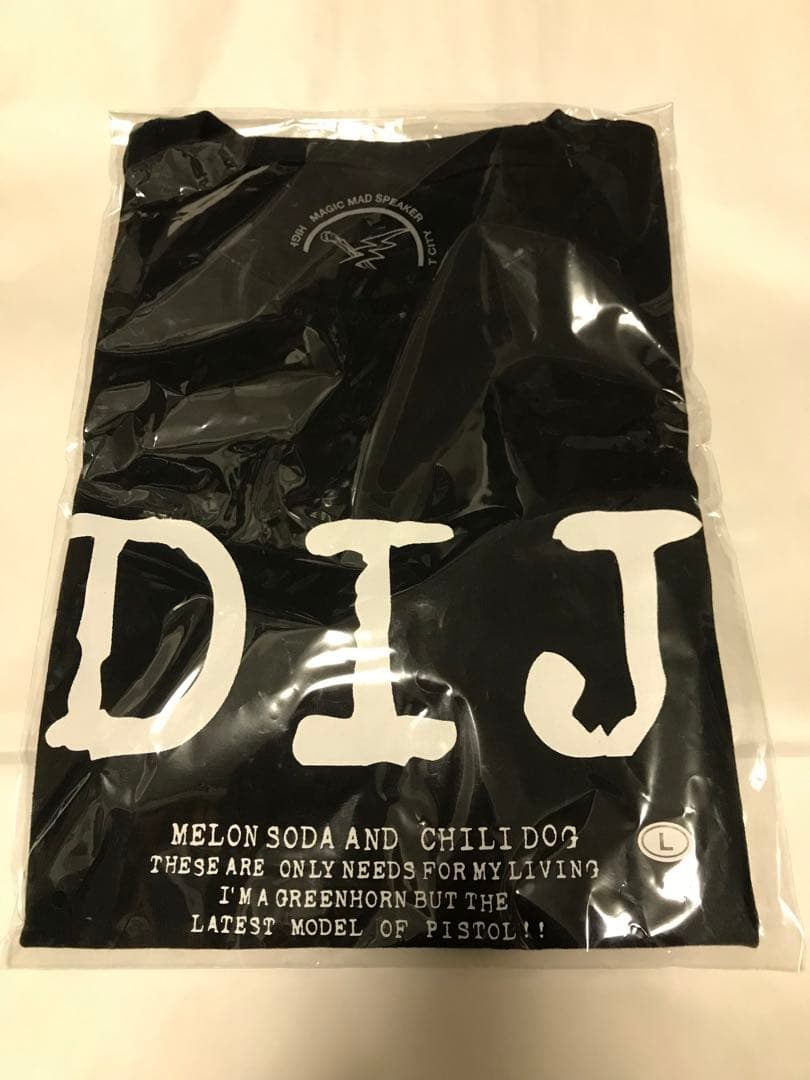 MAGIC MAD SPEAKER
DIJ
MELON SODA AND CHILI DOG
L
THESE ARE ONLY NEEDS FOR MY LIVING
I'M A GREENHORN BUT THE
LATEST MODEL OF PISTOL!!